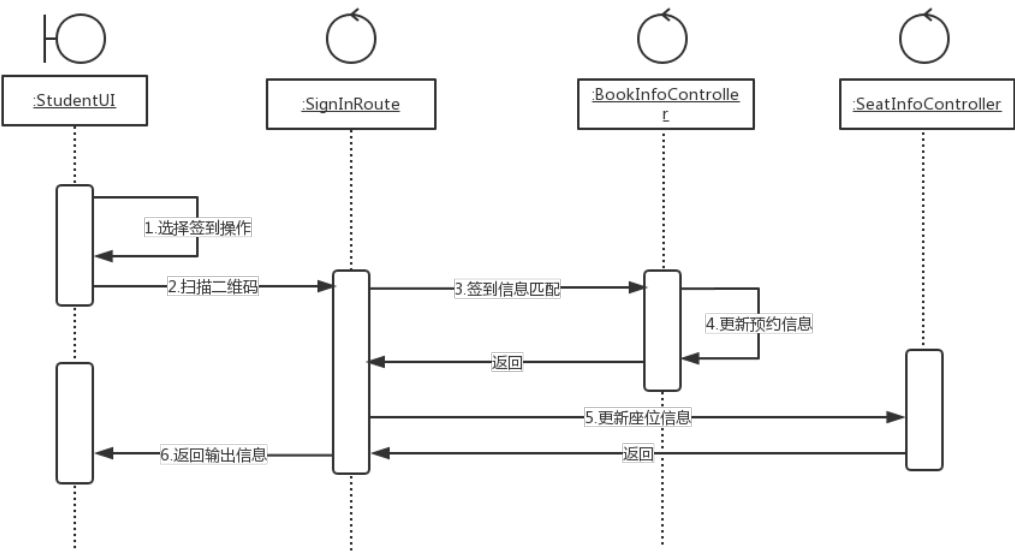 :StudentUI
:SignInRoute
:BookInfoControlle
r
:SeatInfoController
1.选择签到操作
2.扫描二维码
3.签到信息匹配
4.更新预约信息
返回
5.更新座位信息
6.返回输出信息
返回